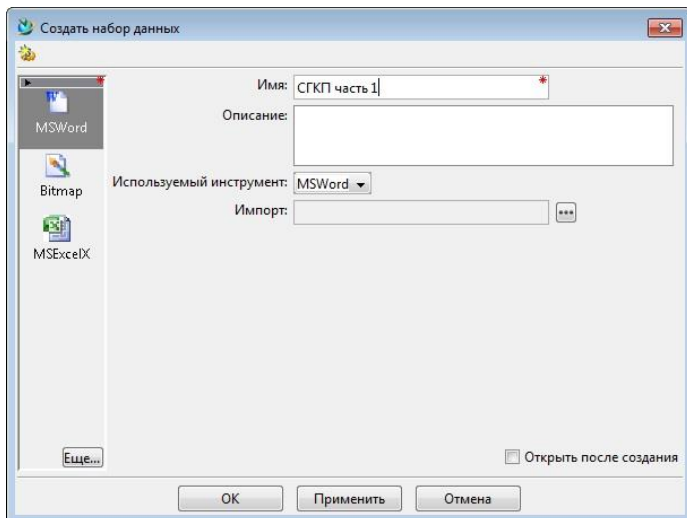 Создать набор данных
MSWord
Bitmap
MSExcelX
Еще...
Имя: СГКП часть 1 *
Описание:
Используемый инструмент: MSWord
Импорт: ...
Открыть после создания
ОК Применить Отмена